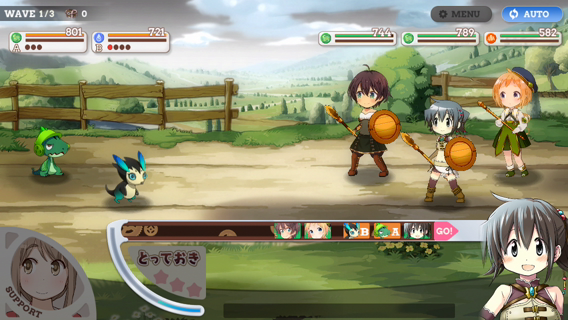 WAVE 1/3 0 MENU AUTO
801 721 744 789 582
A B
B A GO!
とっておき
SUPPORT